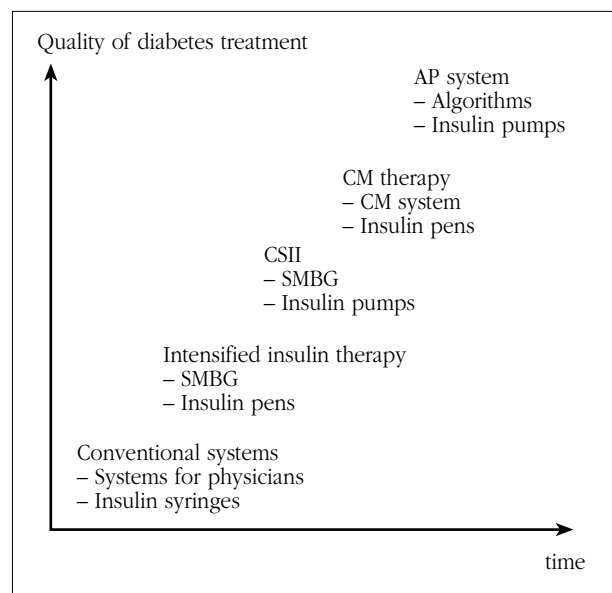 Quality of diabetes treatment
AP system
– Algorithms
– Insulin pumps
CM therapy
– CM system
– Insulin pens
CSII
– SMBG
– Insulin pumps
Intensified insulin therapy
– SMBG
– Insulin pens
Conventional systems
– Systems for physicians
– Insulin syringes
time